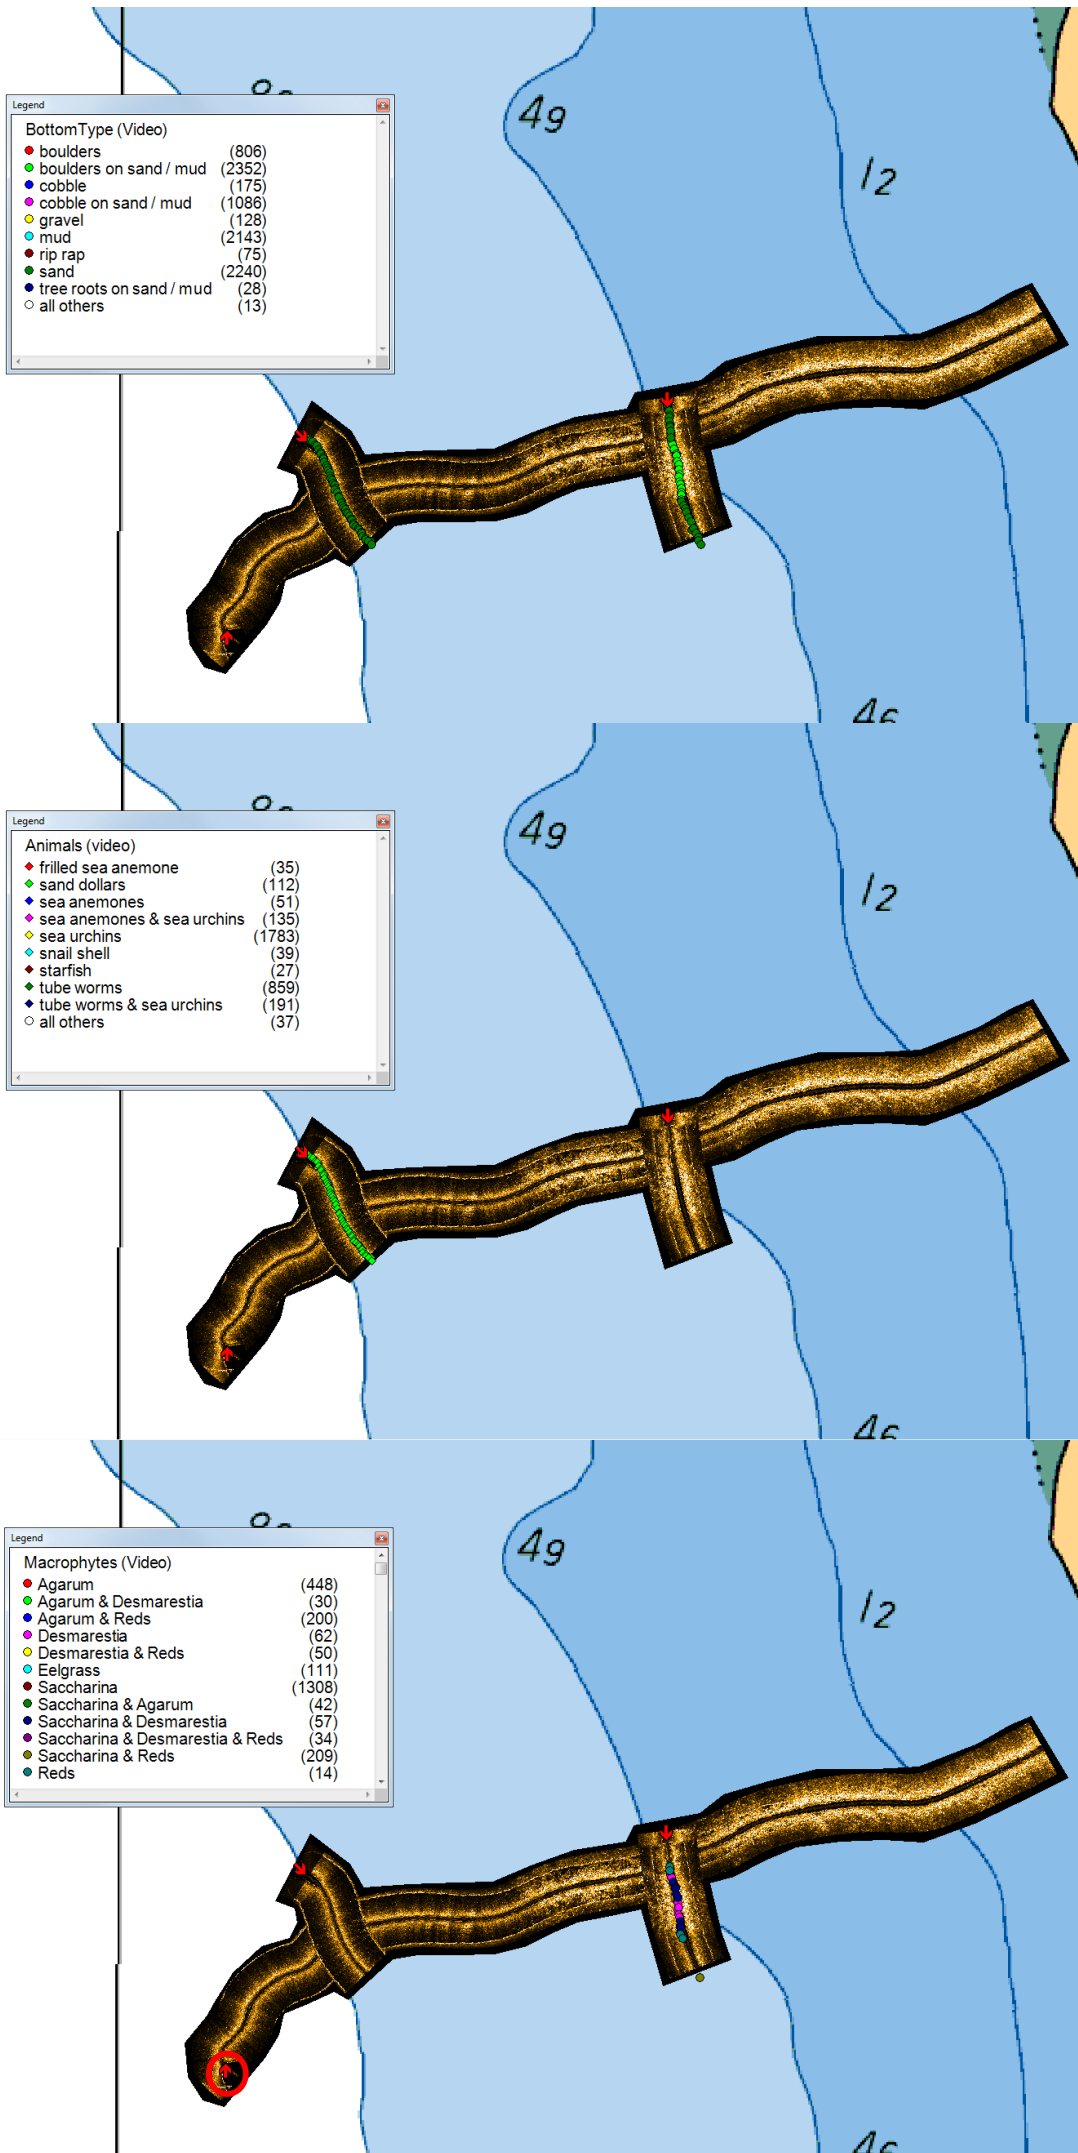 Legend
BottomType (Video)
boulders (806)
boulders on sand / mud (2352)
cobble (175)
cobble on sand / mud (1086)
gravel (128)
mud (2143)
rip rap (75)
sand (2240)
tree roots on sand / mud (28)
all others (13)
49
12
Legend
Animals (video)
frilled sea anemone (35)
sand dollars (112)
sea anemones (51)
sea anemones & sea urchins (135)
sea urchins (1783)
snail shell (39)
starfish (27)
tube worms (859)
tube worms & sea urchins (191)
all others (37)
49
12
Legend
Macrophytes (Video)
Agarum (448)
Agarum & Desmarestia (30)
Agarum & Reds (200)
Desmarestia (62)
Desmarestia & Reds (50)
Eelgrass (111)
Saccharina (1308)
Saccharina & Agarum (42)
Saccharina & Desmarestia (57)
Saccharina & Desmarestia & Reds (34)
Saccharina & Reds (209)
Reds (14)
49
12